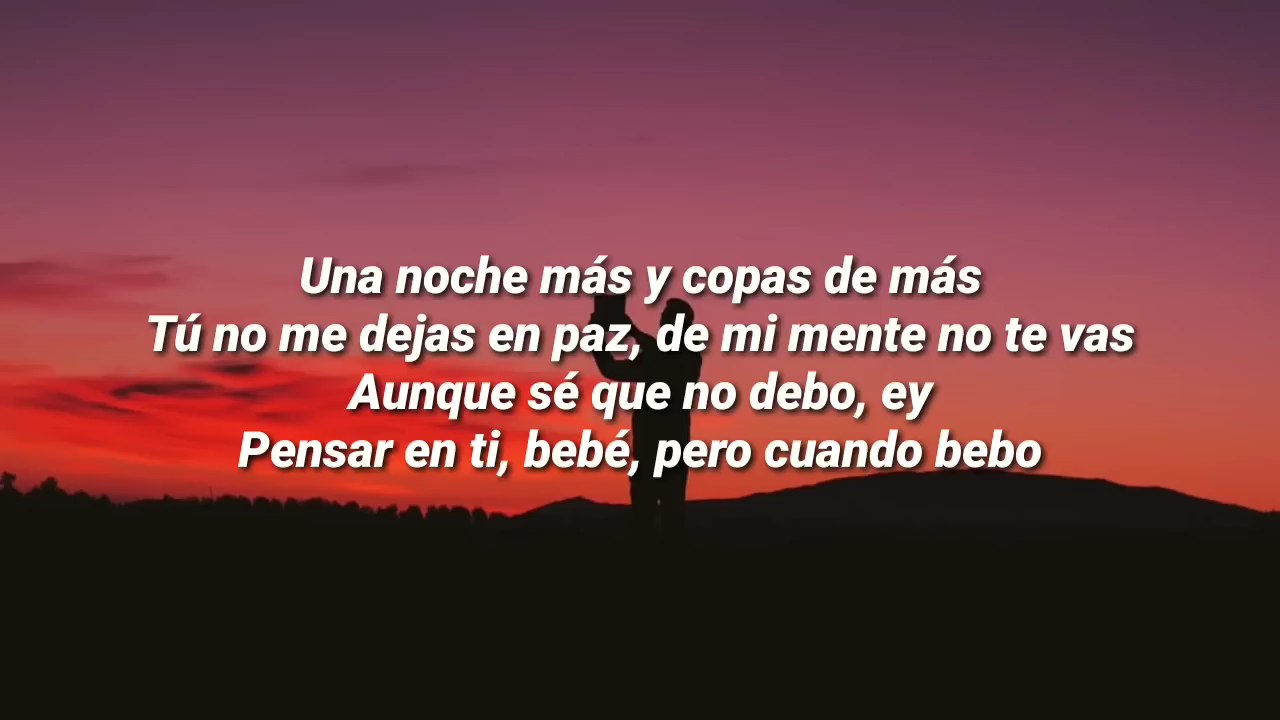 Una noche más y copas de más
Tú no me dejas en paz, de mi mente no te vas
Aunque sé que no debo, ey
Pensar en ti, bebé, pero cuando bebo